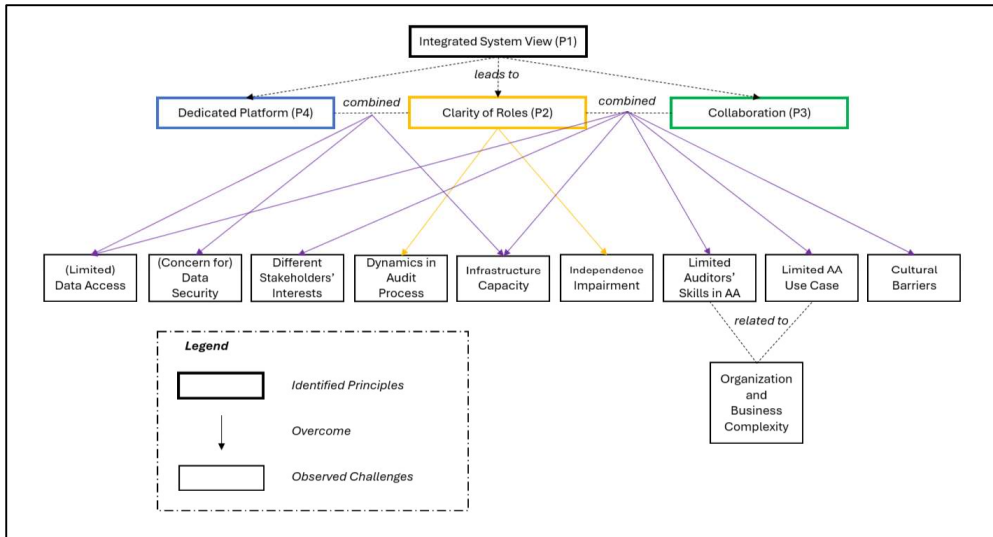 Integrated System View (P1)
leads to
Dedicated Platform (P4)
combined
Clarity of Roles (P2)
combined
Collaboration (P3)
(Limited)
Data Access
(Concern for)
Data
Security
Different
Stakeholders'
Interests
Dynamics in
Audit
Process
Infrastructure
Capacity
Independence
Impairment
Limited
Auditors'
Skills in AA
Limited AA
Use Case
Cultural
Barriers
related to
Organization
and
Business
Complexity
Legend
Identified Principles
Overcome
Observed Challenges